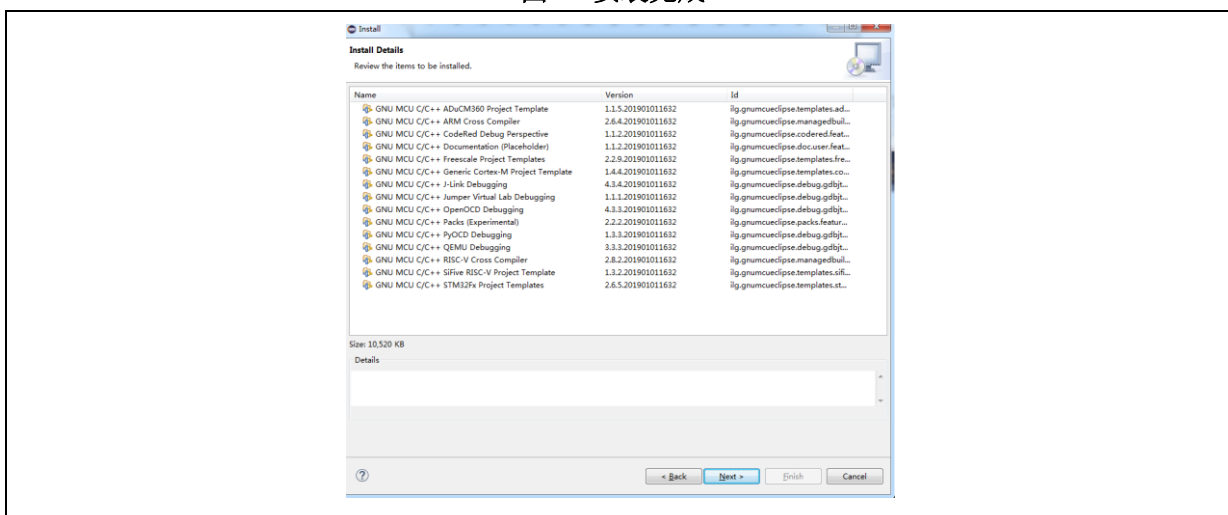 Install
Install Details
Review the items to be installed.
Name Version Id
GNU MCU C/C++ ADuCM360 Project Template 1.1.5.201901011632 ilg.gnumcueclipse.templates.ad...
GNU MCU C/C++ ARM Cross Compiler 2.6.4.201901011632 ilg.gnumcueclipse.managedbuil...
GNU MCU C/C++ CodeRed Debug Perspective 1.1.2.201901011632 ilg.gnumcueclipse.codered.feat...
GNU MCU C/C++ Documentation (Placeholder) 1.1.2.201901011632 ilg.gnumcueclipse.doc.user.feat...
GNU MCU C/C++ Freescale Project Templates 2.2.9.201901011632 ilg.gnumcueclipse.templates.fre...
GNU MCU C/C++ Generic Cortex-M Project Template 1.4.4.201901011632 ilg.gnumcueclipse.templates.co...
GNU MCU C/C++ J-Link Debugging 4.3.4.201901011632 ilg.gnumcueclipse.debug.gdbjt...
GNU MCU C/C++ Jumper Virtual Lab Debugging 1.1.1.201901011632 ilg.gnumcueclipse.debug.gdbjt...
GNU MCU C/C++ OpenOCD Debugging 4.3.3.201901011632 ilg.gnumcueclipse.debug.gdbjt...
GNU MCU C/C++ Packs (Experimental) 2.2.2.201901011632 ilg.gnumcueclipse.packs.featur...
GNU MCU C/C++ PyOCD Debugging 1.3.3.201901011632 ilg.gnumcueclipse.debug.gdbjt...
GNU MCU C/C++ QEMU Debugging 3.3.3.201901011632 ilg.gnumcueclipse.debug.gdbjt...
GNU MCU C/C++ RISC-V Cross Compiler 2.8.2.201901011632 ilg.gnumcueclipse.managedbuil...
GNU MCU C/C++ SiFive RISC-V Project Template 1.3.2.201901011632 ilg.gnumcueclipse.templates.sifi...
GNU MCU C/C++ STM32Fx Project Templates 2.6.5.201901011632 ilg.gnumcueclipse.templates.st...
Size: 10,520 KB
Details
< Back Next > Finish Cancel